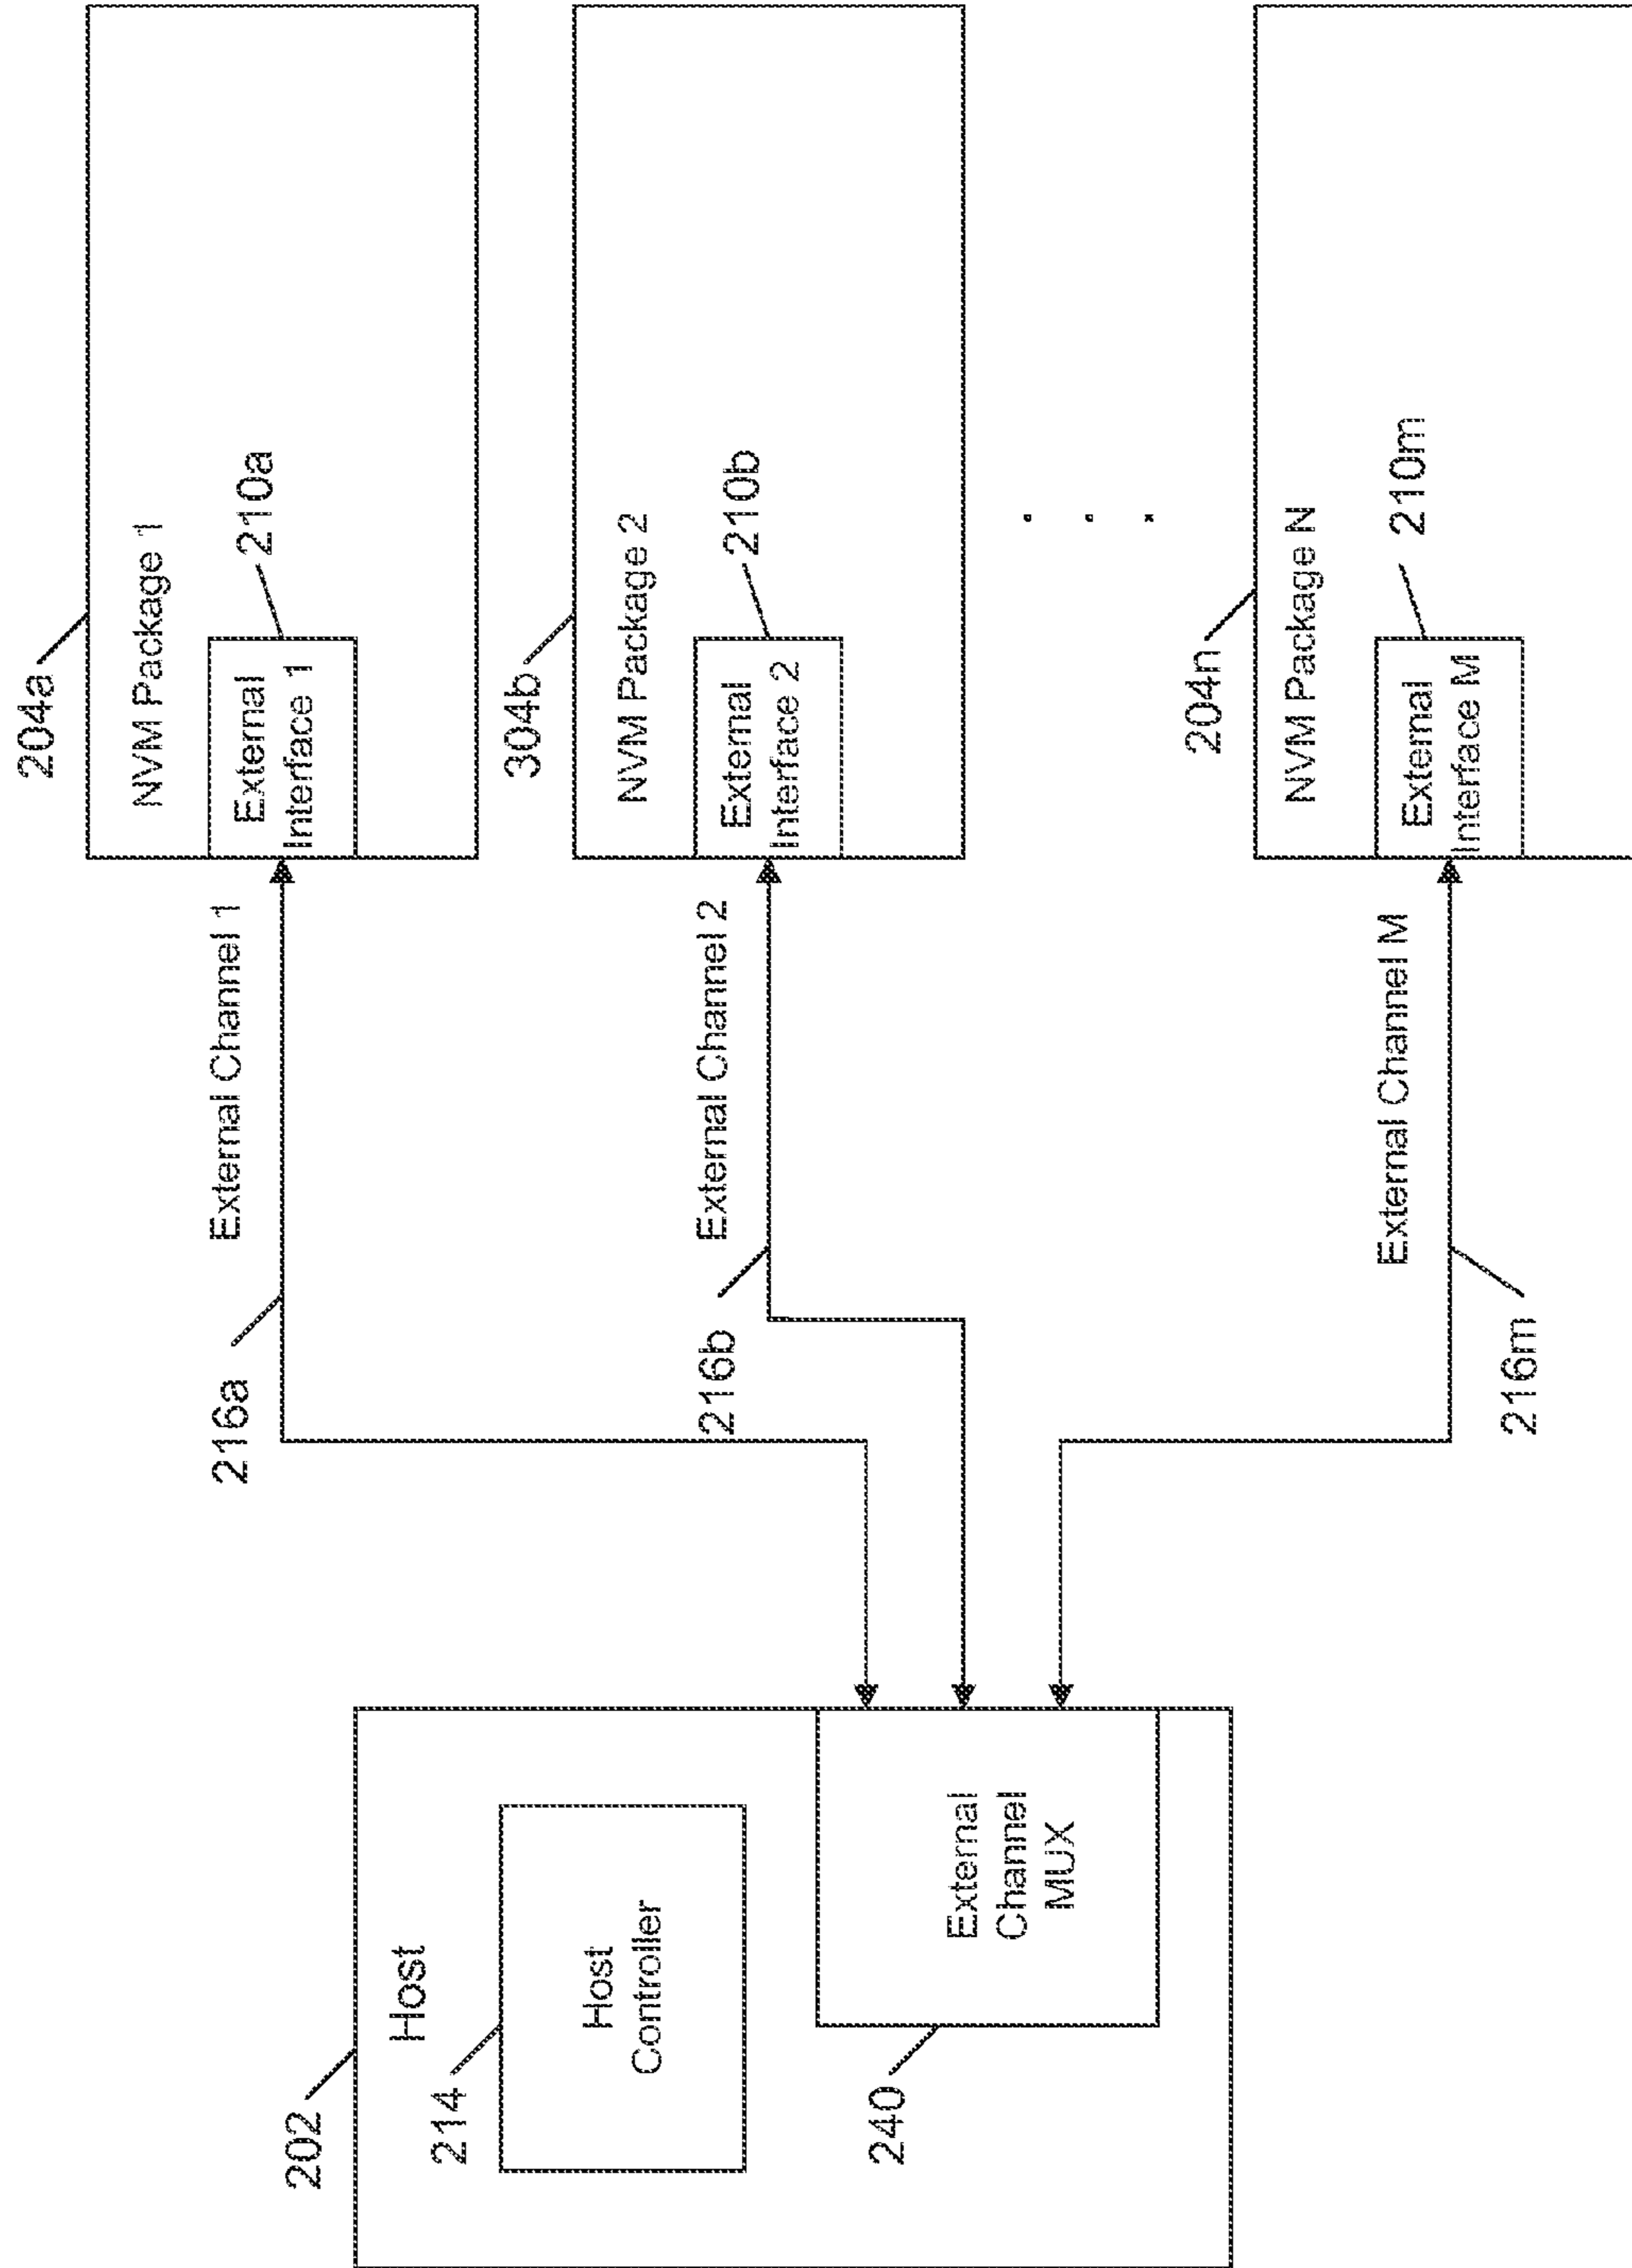 202
Host
214
Host
Controller
240
External
Channel
MUX
216a
External Channel 1
216b
External Channel 2
216m
External Channel M
204a
NVM Package 1
External
Interface 1
210a
304b
NVM Package 2
External
Interface 2
210b
. . .
204n
NVM Package N
External
Interface M
210m